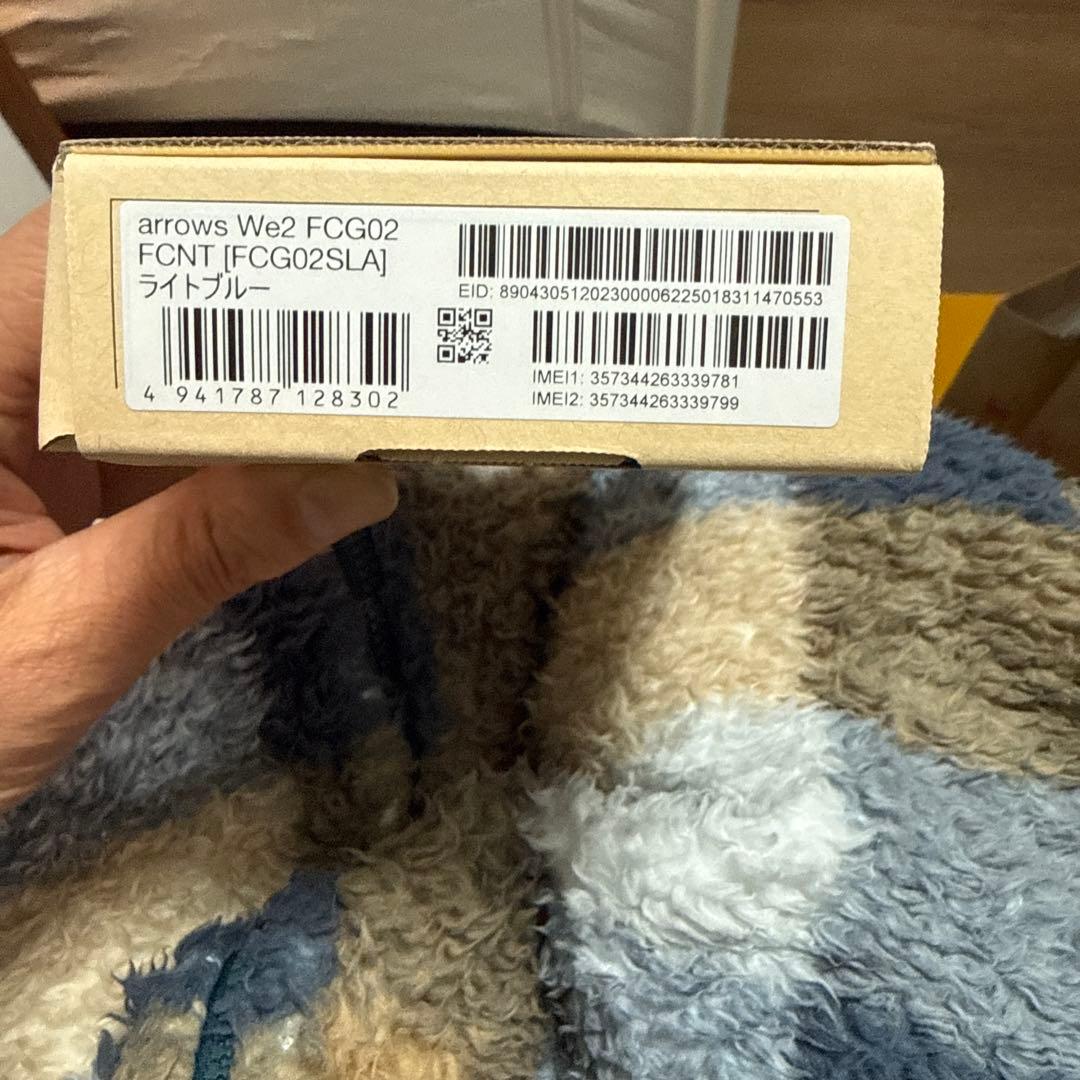 arrows We2 FCG02
FCNT [FCG02SLA]
ライトブルー
4 941787 128302
EID: 89043051202300006225018311470553
IMEI1: 357344263339781
IMEI2: 357344263339799